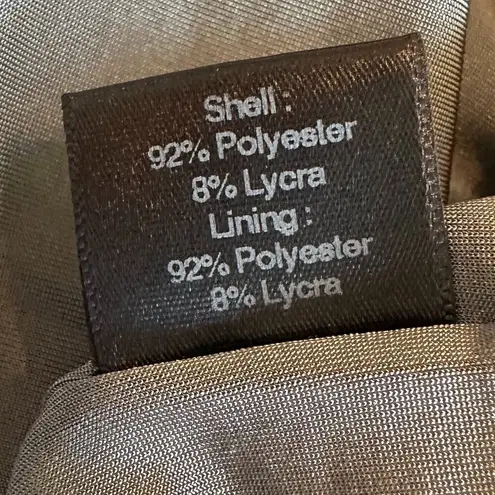 Shell :
92% Polyester
8% Lycra
Lining :
92% Polyester
8% Lycra